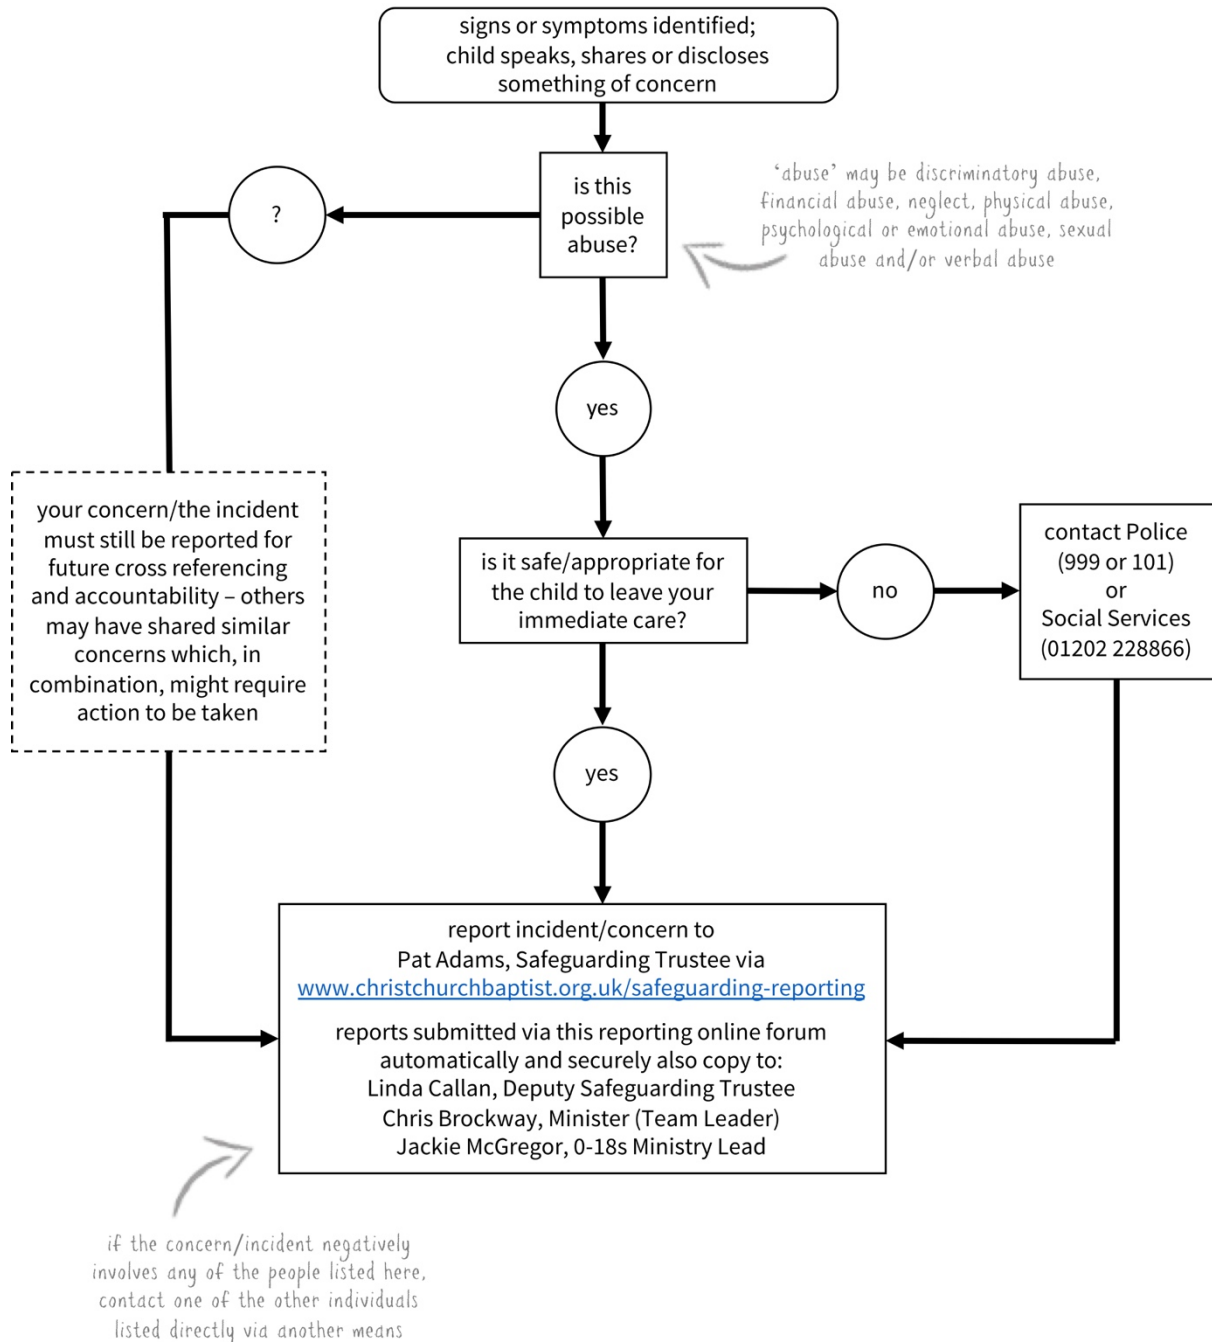 signs or symptoms identified;
child speaks, shares or discloses
something of concern
is this
possible
abuse?
?
‘abuse’ may be discriminatory abuse,
financial abuse, neglect, physical abuse,
psychological or emotional abuse, sexual
abuse and/or verbal abuse
yes
your concern/the incident
must still be reported for
future cross referencing
and accountability – others
may have shared similar
concerns which, in
combination, might require
action to be taken
is it safe/appropriate for
the child to leave your
immediate care?
no
contact Police
(999 or 101)
or
Social Services
(01202 228866)
yes
report incident/concern to
Pat Adams, Safeguarding Trustee via
www.christchurchbaptist.org.uk/safeguarding-reporting
reports submitted via this reporting online forum
automatically and securely also copy to:
Linda Callan, Deputy Safeguarding Trustee
Chris Brockway, Minister (Team Leader)
Jackie McGregor, 0-18s Ministry Lead
if the concern/incident negatively
involves any of the people listed here,
contact one of the other individuals
listed directly via another means